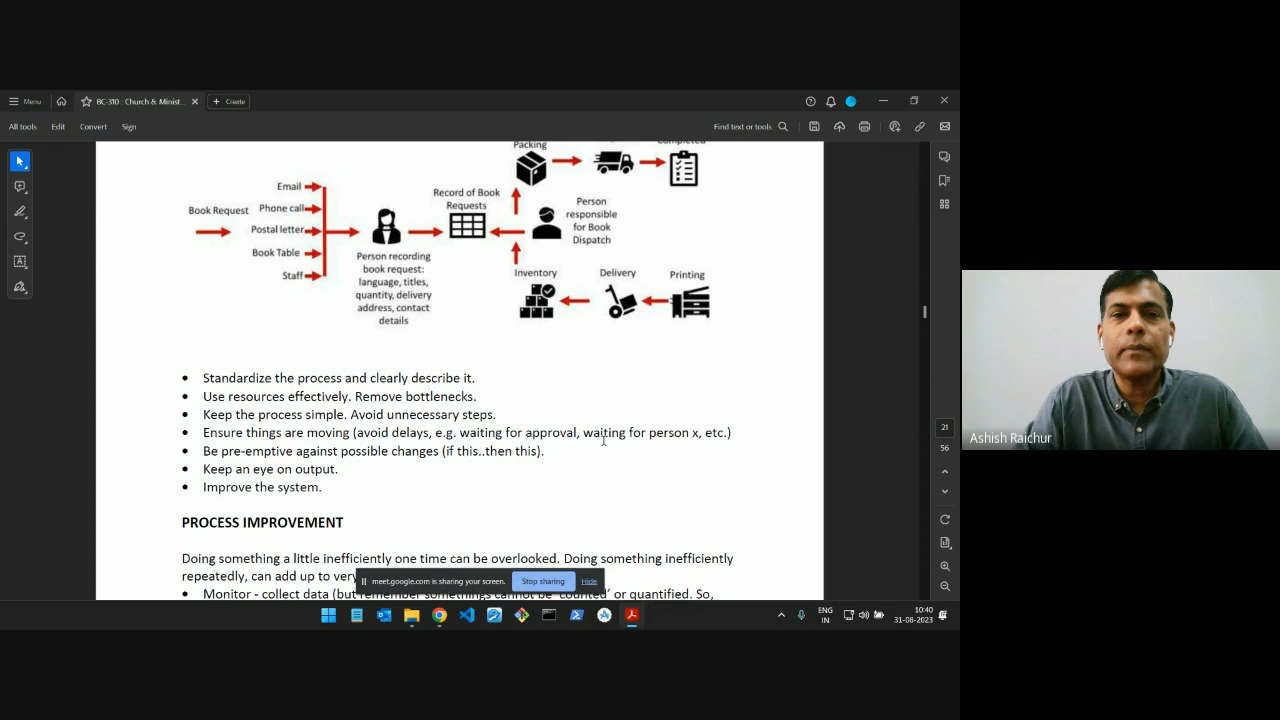 Menu
BC-310 : Church & Minist...
Create
All tools
Edit
Convert
Sign
Find text or tools
Packing
Book Request
Email
Phone call
Postal letter
Book Table
Staff
Person recording
book request:
language, titles,
quantity, delivery
address, contact
details
Record of Book
Requests
Person
responsible
for Book
Dispatch
Inventory
Delivery
Printing
• Standardize the process and clearly describe it.
• Use resources effectively. Remove bottlenecks.
• Keep the process simple. Avoid unnecessary steps.
• Ensure things are moving (avoid delays, e.g. waiting for approval, waiting for person x, etc.)
• Be pre-emptive against possible changes (if this..then this).
• Keep an eye on output.
• Improve the system.
PROCESS IMPROVEMENT
Doing something a little inefficiently one time can be overlooked. Doing something inefficiently
repeatedly, can add up to very
• Monitor - collect data (but remember somethings cannot be 'counted' or quantified. So,
meet.google.com is sharing your screen.
Stop sharing
Hide
21
56
Ashish Raichur
ENG
IN
10:40
31-08-2023